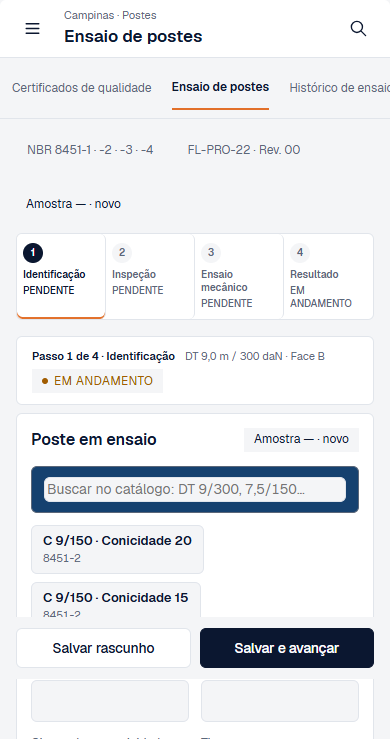 Campinas · Postes
Ensaio de postes
Certificados de qualidade
Ensaio de postes
Histórico de ensaio
NBR 8451-1 · -2 · -3 · -4
FL-PRO-22 · Rev. 00
Amostra — · novo
1
Identificação
PENDENTE
2
Inspeção
PENDENTE
3
Ensaio
mecânico
PENDENTE
4
Resultado
EM
ANDAMENTO
Passo 1 de 4 · Identificação
DT 9,0 m / 300 daN · Face B
EM ANDAMENTO
Poste em ensaio
Amostra — · novo
Buscar no catálogo: DT 9/300, 7,5/150…
C 9/150 · Conicidade 20
8451-2
C 9/150 · Conicidade 15
8451-2
Salvar rascunho
Salvar e avançar